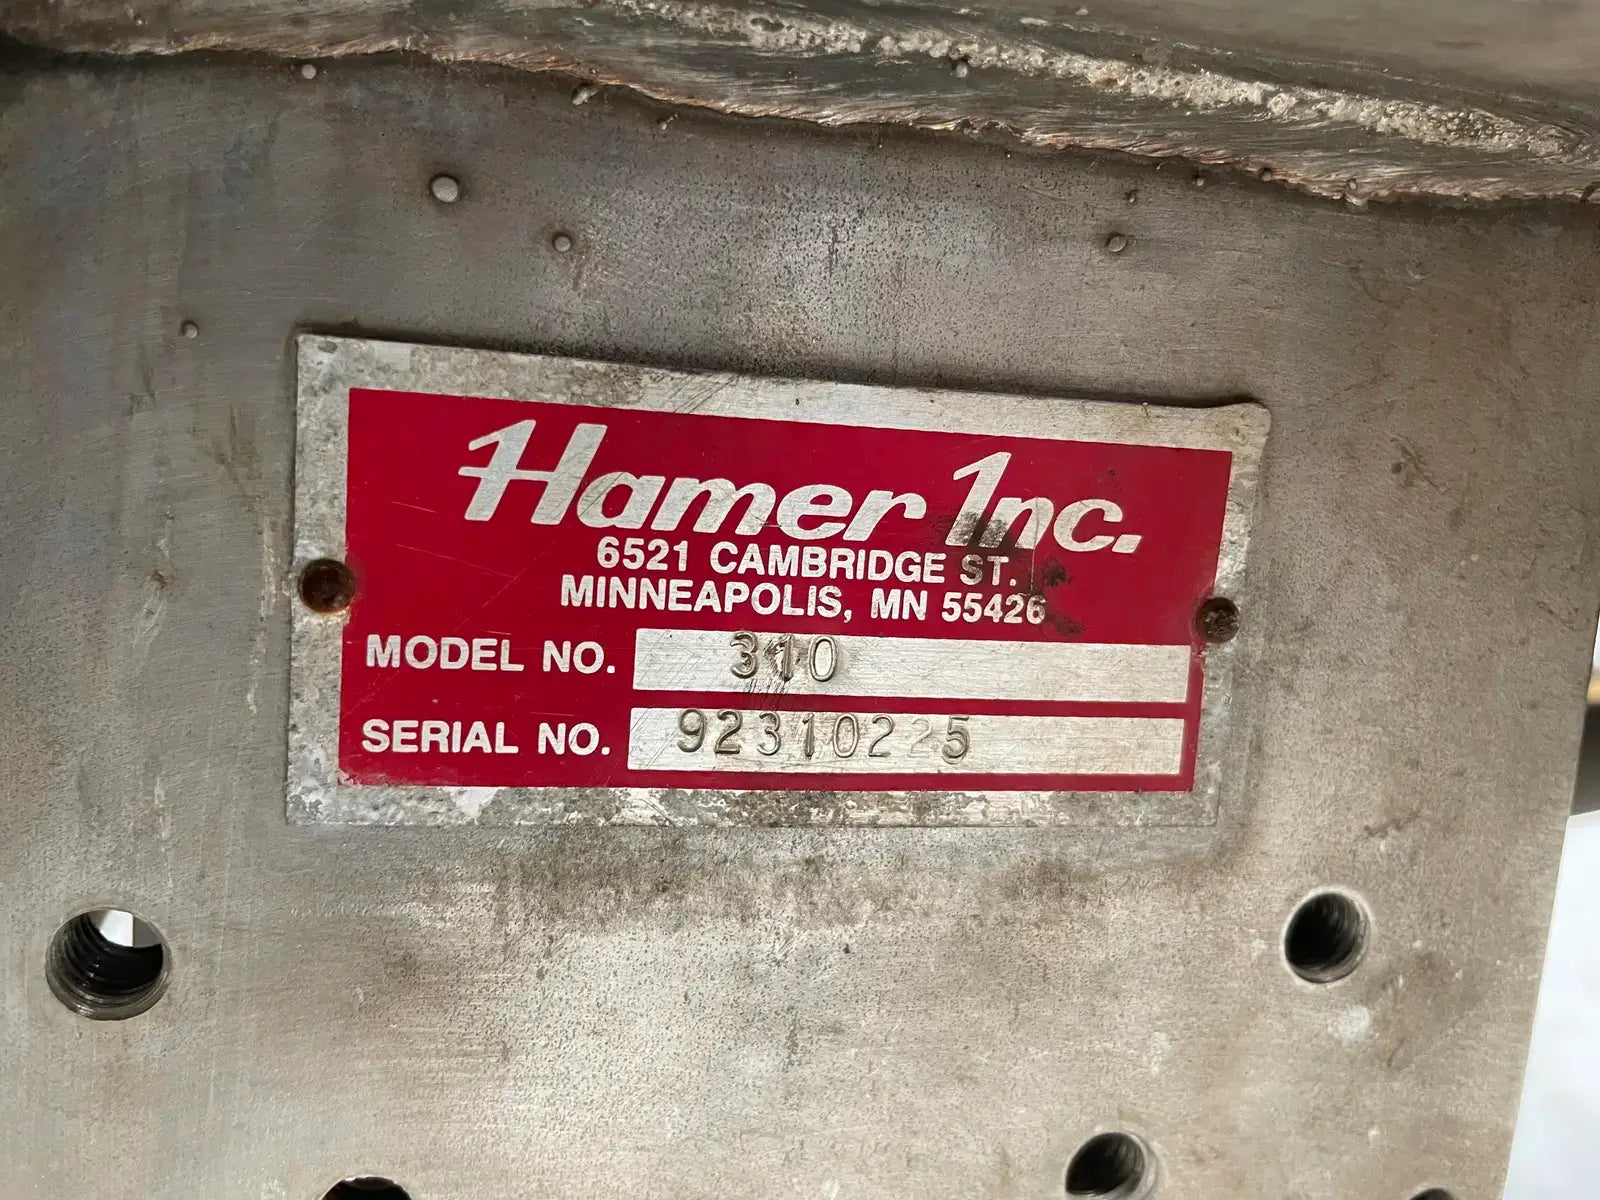 Hamer Inc.
6521 CAMBRIDGE ST.
MINNEAPOLIS, MN 55426
MODEL NO. 310
SERIAL NO. 92310225